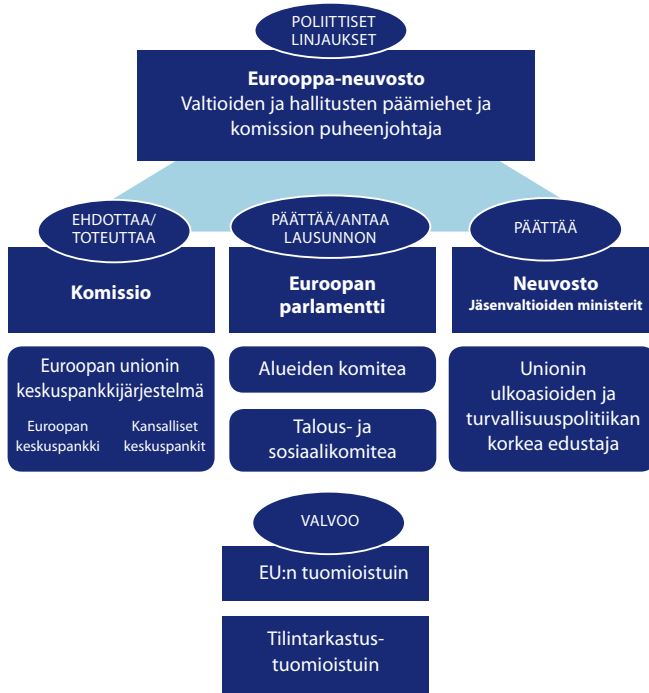 POLIITTISET
LINJAUKSET
Eurooppa-neuvosto
Valtioiden ja hallitusten päämiehet ja
komission puheenjohtaja
EHDOTTAA/
TOTEUTTAA
Komissio
PÄÄTTÄÄ/ANTAA
LAUSUNNON
Euroopan
parlamentti
PÄÄTTÄÄ
Neuvosto
Jäsenvaltioiden ministerit
Euroopan unionin
keskuspankkijärjestelmä
Euroopan
keskuspankki
Kansalliset
keskuspankit
Alueiden komitea
Talous- ja
sosiaalikomitea
Unionin
ulkoasioiden ja
turvallisuuspolitiikan
korkea edustaja
VALVOO
EU:n tuomioistuin
Tilintarkastus-
tuomioistuin